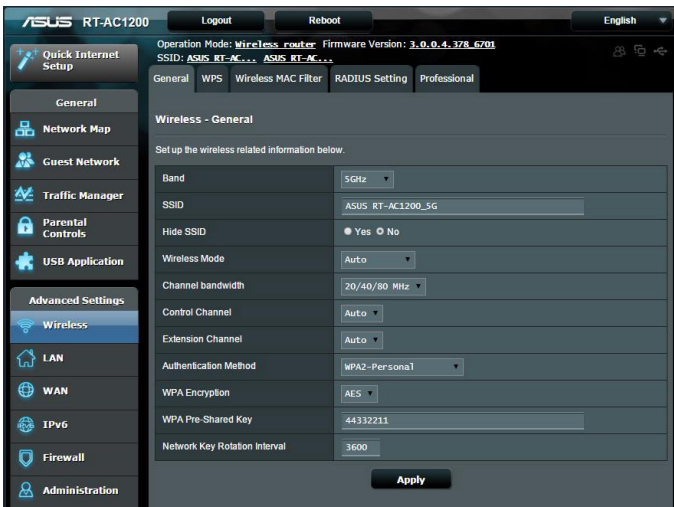 ASUS RT-AC1200 Logout Reboot English
Quick Internet Setup
Operation Mode: Wireless router Firmware Version: 3.0.0.4.378_6701
SSID: ASUS RT-AC... ASUS RT-AC...
General WPS Wireless MAC Filter RADIUS Setting Professional
General
Network Map
Guest Network
Traffic Manager
Parental Controls
USB Application
Advanced Settings
Wireless
LAN
WAN
IPv6
Firewall
Administration
Wireless - General
Set up the wireless related information below.
Band 5GHz
SSID ASUS RT-AC1200_5G
Hide SSID Yes No
Wireless Mode Auto
Channel bandwidth 20/40/80 MHz
Control Channel Auto
Extension Channel Auto
Authentication Method WPA2-Personal
WPA Encryption AES
WPA Pre-Shared Key 44332211
Network Key Rotation Interval 3600
Apply